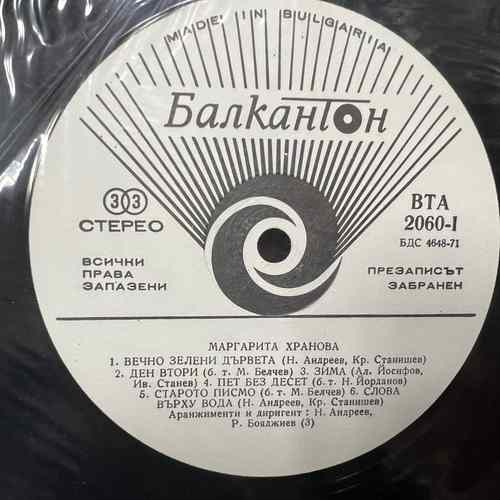 MADE IN BULGARIA
Балкантон
33
СТЕРЕО
ВТА
2060-I
БДС 4648-71
ВСИЧКИ
ПРАВА
ЗАПАЗЕНИ
ПРЕЗАПИСЪТ
ЗАБРАНЕН
МАРГАРИТА ХРАНОВА
1. ВЕЧНО ЗЕЛЕНИ ДЪРВЕТА (Н. Андреев, Кр. Станишев)
2. ДЕН ВТОРИ (б. т. М. Белчев) 3. ЗИМА (Ал. Йосифов,
Ив. Станев) 4. ПЕТ БЕЗ ДЕСЕТ (б. т. Н. Йорданов)
5. СТАРОТО ПИСМО (б. т. М. Белчев) 6. СЛОВА
ВЪРХУ ВОДА (Н. Андреев, Кр. Станишев)
Аранжименти и диригент: Н. Андреев,
Р. Бояджиев (3)